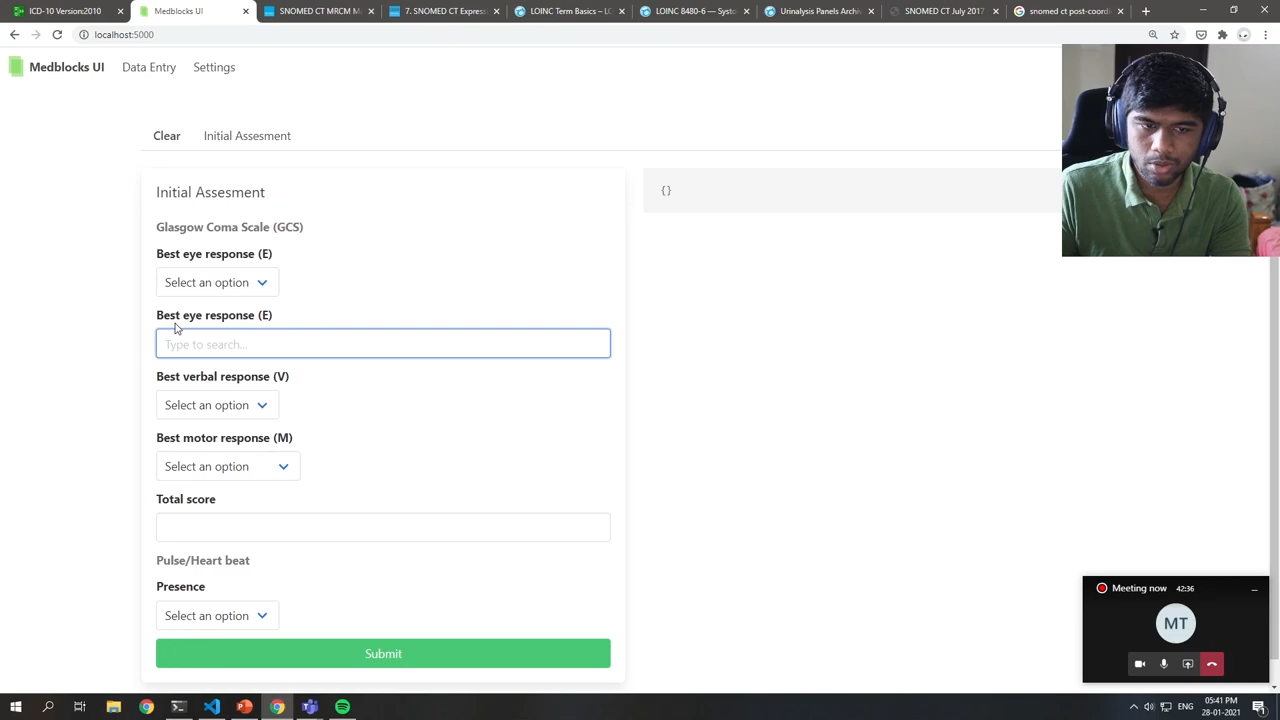 ICD-10 Version:2010
Medblocks UI
SNOMED CT MRCM M
7. SNOMED CT Expres
LOINC Term Basics – LO
LOINC 8480-6 — Syst
Urinalysis Panels Archiv
SNOMED CT July 2017
snomed ct post-coordi
localhost:5000
Medblocks UI
Data Entry
Settings
Clear
Initial Assesment
Initial Assesment
{}
Glasgow Coma Scale (GCS)
Best eye response (E)
Select an option
Best eye response (E)
Type to search...
Best verbal response (V)
Select an option
Best motor response (M)
Select an option
Total score
Pulse/Heart beat
Presence
Select an option
Submit
Meeting now 42:36
MT
ENG
05:41 PM
28-01-2021